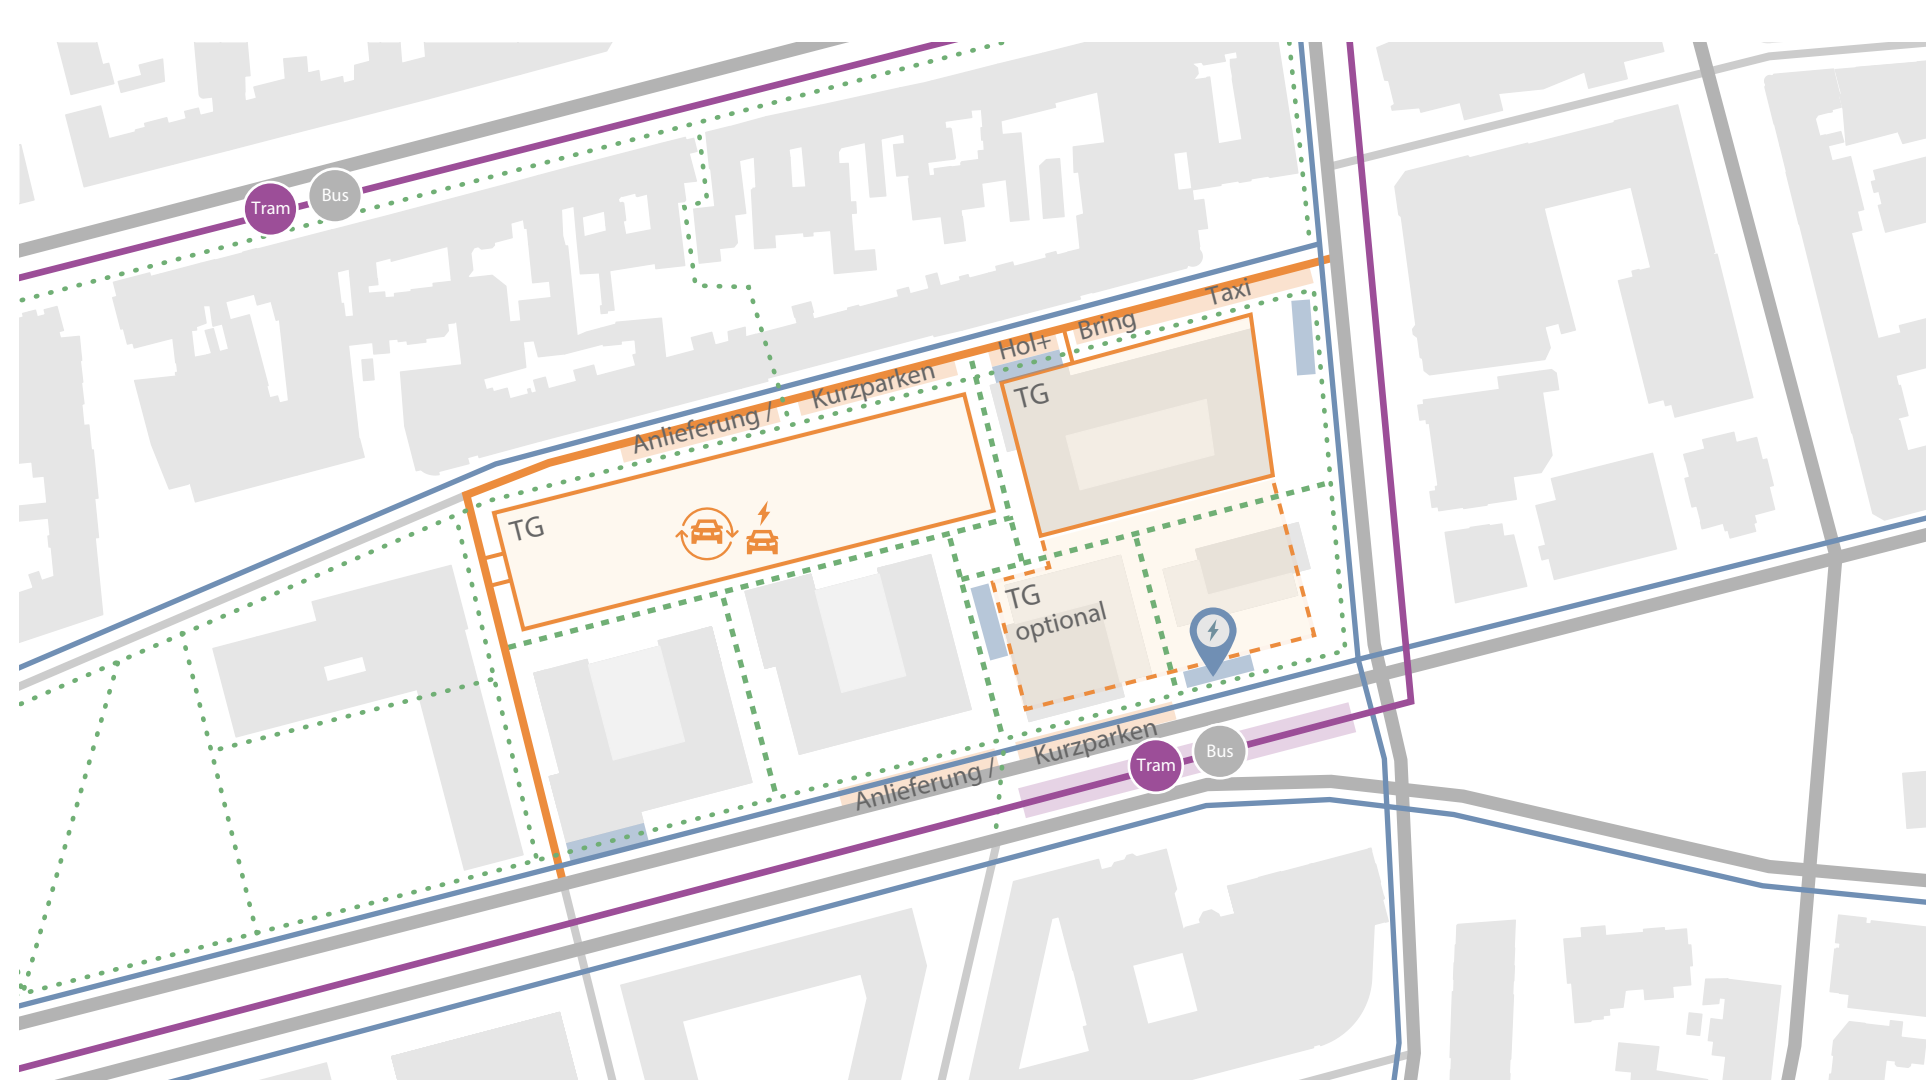 Tram
Bus
Taxi
Bring
Hol+
Kurzparken
Anlieferung /
TG
TG
TG
optional
Kurzparken
Anlieferung /
Tram
Bus